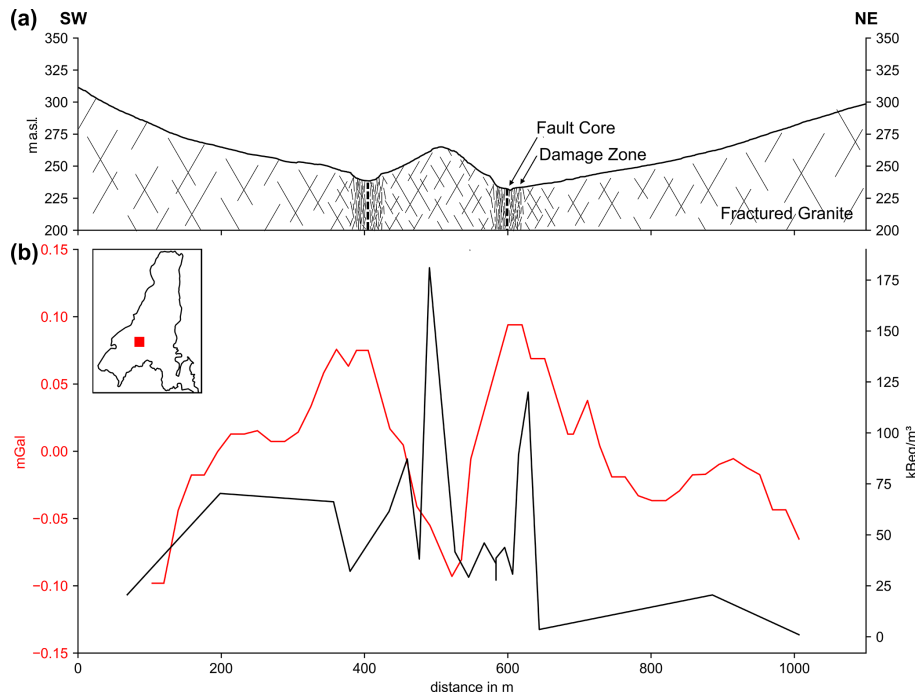 (a) SW NE
350 350
325 325
300 300
275 275
250 250
225 225
200 200
m a.s.l.
Fault Core
Damage Zone
Fractured Granite
(b)
0.15
0.10
0.05
0.00
−0.05
−0.10
−0.15
mGal
175
150
125
100
75
50
25
0
kBeq/m³
0 200 400 600 800 1000
distance in m